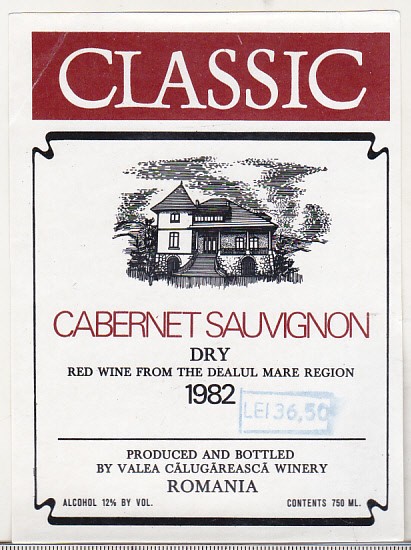 CLASSIC
CABERNET SAUVIGNON
DRY
RED WINE FROM THE DEALUL MARE REGION
1982
LEI 36,50
PRODUCED AND BOTTLED
BY VALEA CĂLUGĂREASCĂ WINERY
ROMANIA
ALCOHOL 12% BY VOL. CONTENTS 750 ML.